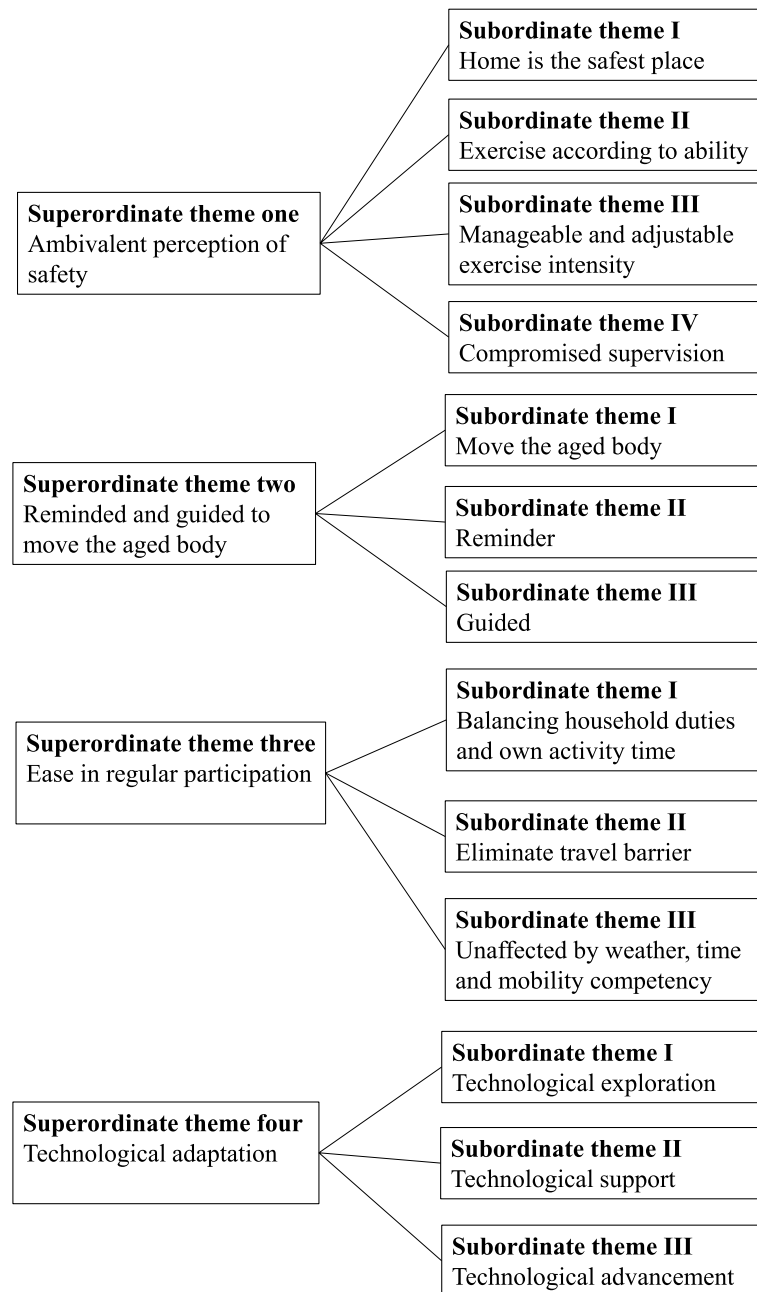 Superordinate theme one
Ambivalent perception of
safety
Subordinate theme I
Home is the safest place
Subordinate theme II
Exercise according to ability
Subordinate theme III
Manageable and adjustable
exercise intensity
Subordinate theme IV
Compromised supervision
Superordinate theme two
Reminded and guided to
move the aged body
Subordinate theme I
Move the aged body
Subordinate theme II
Reminder
Subordinate theme III
Guided
Superordinate theme three
Ease in regular participation
Subordinate theme I
Balancing household duties
and own activity time
Subordinate theme II
Eliminate travel barrier
Subordinate theme III
Unaffected by weather, time
and mobility competency
Superordinate theme four
Technological adaptation
Subordinate theme I
Technological exploration
Subordinate theme II
Technological support
Subordinate theme III
Technological advancement